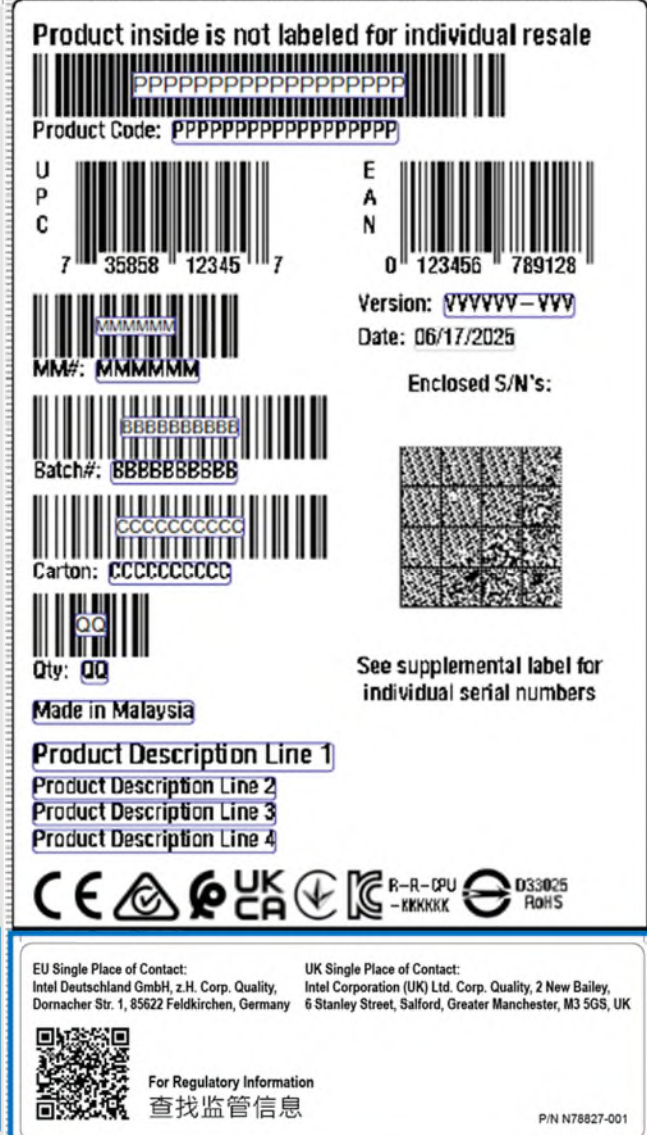 Product inside is not labeled for individual resale
PPPPPPPPPPPPPPPPPP
Product Code: PPPPPPPPPPPPPPPPPP
UPC
7 35858 12345 7
EAN
0 123456 789128
MMMMMM
MM#: MMMMMM
Version: VVVVVV-VVV
Date: 06/17/2025
Enclosed S/N's:
BBBBBBBBBB
Batch#: BBBBBBBBBB
CCCCCCCCCC
Carton: CCCCCCCCCC
QQ
Qty: QQ
See supplemental label for
individual serial numbers
Made in Malaysia
Product Description Line 1
Product Description Line 2
Product Description Line 3
Product Description Line 4
CE UK CA R-R-CPU D33025
-KKKKKK RoHS
EU Single Place of Contact:
Intel Deutschland GmbH, z.H. Corp. Quality,
Dornacher Str. 1, 85622 Feldkirchen, Germany
UK Single Place of Contact:
Intel Corporation (UK) Ltd. Corp. Quality, 2 New Bailey,
6 Stanley Street, Salford, Greater Manchester, M3 5GS, UK
For Regulatory Information
查找监管信息
P/N N78827-001